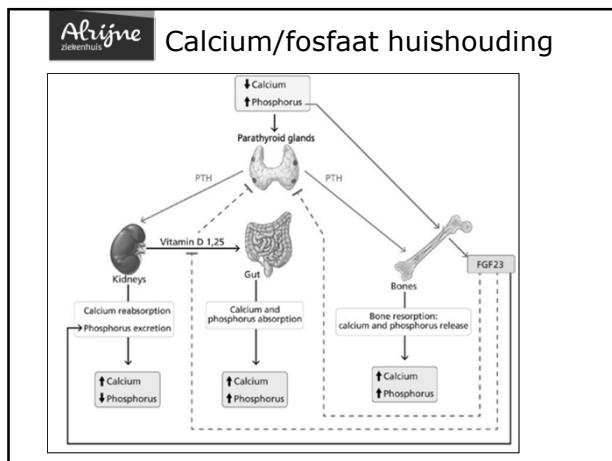 Alrijne
ziekenhuis
Calcium/fosfaat huishouding
Calcium
Phosphorus
Parathyroid glands
PTH
PTH
Vitamin D 1,25
Kidneys
Gut
Bones
FGF23
Calcium reabsorption
Phosphorus excretion
Calcium and
phosphorus absorption
Bone resorption:
calcium and phosphorus release
Calcium
Phosphorus
Calcium
Phosphorus
Calcium
Phosphorus